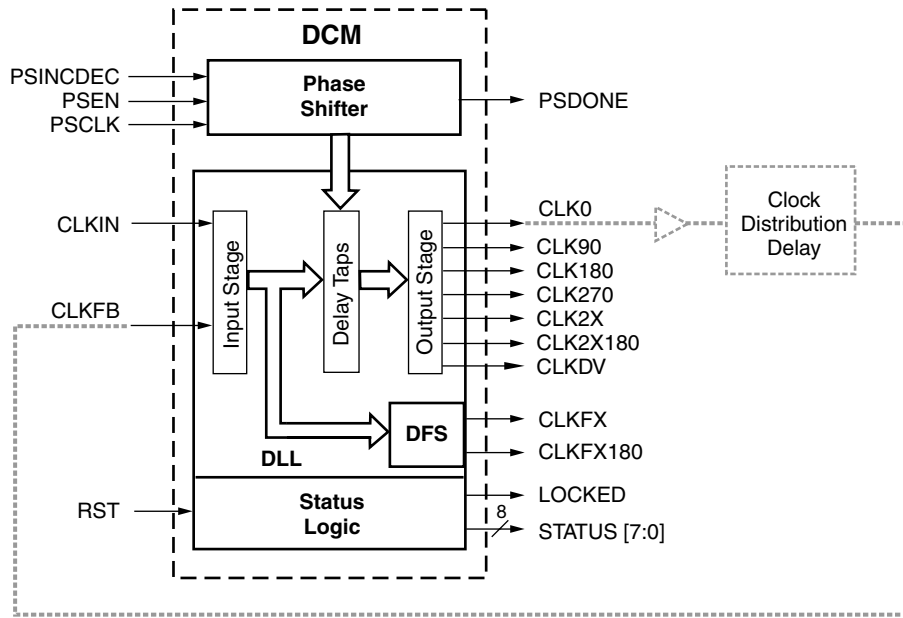 DCM
PSINCDEC
PSEN
PSCLK
Phase
Shifter
PSDONE
CLKIN
CLKFB
Input Stage
Delay Taps
Output Stage
CLK0
Clock
Distribution
Delay
CLK90
CLK180
CLK270
CLK2X
CLK2X180
CLKDV
DFS
CLKFX
CLKFX180
DLL
RST
Status
Logic
LOCKED
8
STATUS [7:0]